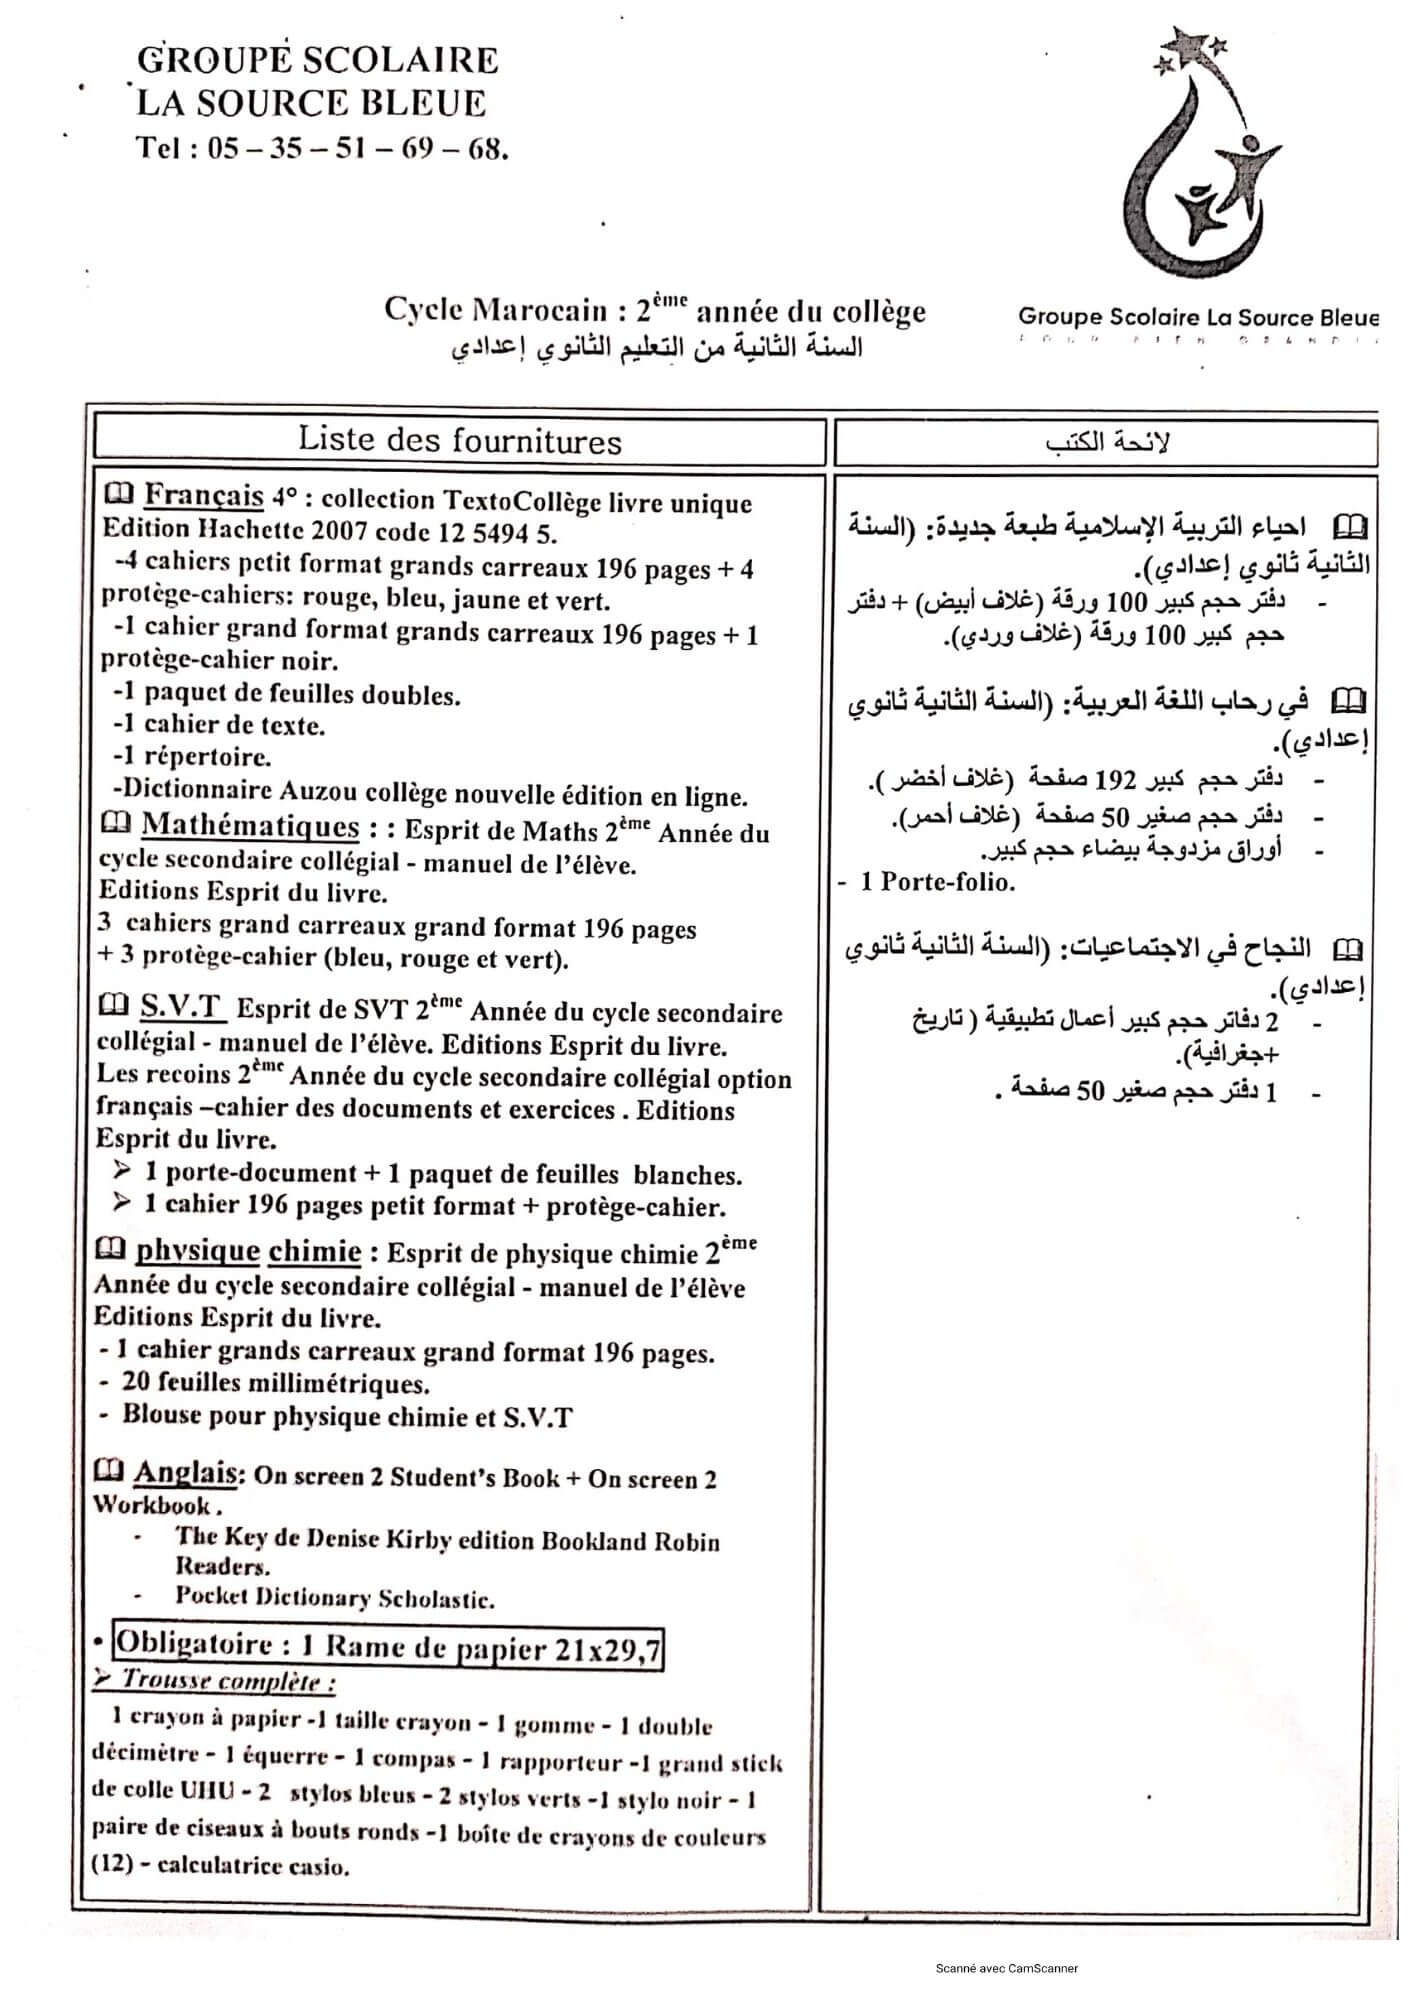 GROUPE SCOLAIRE
LA SOURCE BLEUE
Tel : 05 – 35 – 51 – 69 – 68.
Groupe Scolaire La Source Bleue
Cycle Marocain : 2ème année du collège
السنة الثانية من التعليم الثانوي إعدادي
Liste des fournitures
Français 4° : collection TextoCollège livre unique
Edition Hachette 2007 code 12 5494 5.
-4 cahiers petit format grands carreaux 196 pages + 4
protège-cahiers: rouge, bleu, jaune et vert.
-1 cahier grand format grands carreaux 196 pages + 1
protège-cahier noir.
-1 paquet de feuilles doubles.
-1 cahier de texte.
-1 répertoire.
-Dictionnaire Auzou collège nouvelle édition en ligne.
Mathématiques : : Esprit de Maths 2ème Année du
cycle secondaire collégial - manuel de l’élève.
Editions Esprit du livre.
3 cahiers grand carreaux grand format 196 pages
+ 3 protège-cahier (bleu, rouge et vert).
S.V.T Esprit de SVT 2ème Année du cycle secondaire
collégial - manuel de l’élève. Editions Esprit du livre.
Les recoins 2ème Année du cycle secondaire collégial option
français –cahier des documents et exercices . Editions
Esprit du livre.
➢ 1 porte-document + 1 paquet de feuilles blanches.
➢ 1 cahier 196 pages petit format + protège-cahier.
physique chimie : Esprit de physique chimie 2ème
Année du cycle secondaire collégial - manuel de l’élève
Editions Esprit du livre.
- 1 cahier grands carreaux grand format 196 pages.
- 20 feuilles millimétriques.
- Blouse pour physique chimie et S.V.T
Anglais: On screen 2 Student’s Book + On screen 2
Workbook .
- The Key de Denise Kirby edition Bookland Robin
Readers.
- Pocket Dictionary Scholastic.
• Obligatoire : 1 Rame de papier 21x29,7
➢ Trousse complète :
1 crayon à papier -1 taille crayon – 1 gomme – 1 double
décimètre – 1 équerre – 1 compas – 1 rapporteur -1 grand stick
de colle UHU – 2 stylos bleus – 2 stylos verts -1 stylo noir – 1
paire de ciseaux à bouts ronds -1 boîte de crayons de couleurs
(12) – calculatrice casio.
لائحة الكتب
احياء التربية الإسلامية طبعة جديدة: (السنة
الثانية ثانوي إعدادي).
- دفتر حجم كبير 100 ورقة (غلاف أبيض) + دفتر
حجم كبير 100 ورقة (غلاف وردي).
في رحاب اللغة العربية: (السنة الثانية ثانوي
إعدادي).
- دفتر حجم كبير 192 صفحة (غلاف أخضر ).
- دفتر حجم صغير 50 صفحة (غلاف أحمر).
- أوراق مزدوجة بيضاء حجم كبير.
- 1 Porte-folio.
النجاح في الاجتماعيات: (السنة الثانية ثانوي
إعدادي).
- 2 دفاتر حجم كبير أعمال تطبيقية ( تاريخ
+جغرافية).
- 1 دفتر حجم صغير 50 صفحة .
Scanné avec CamScanner